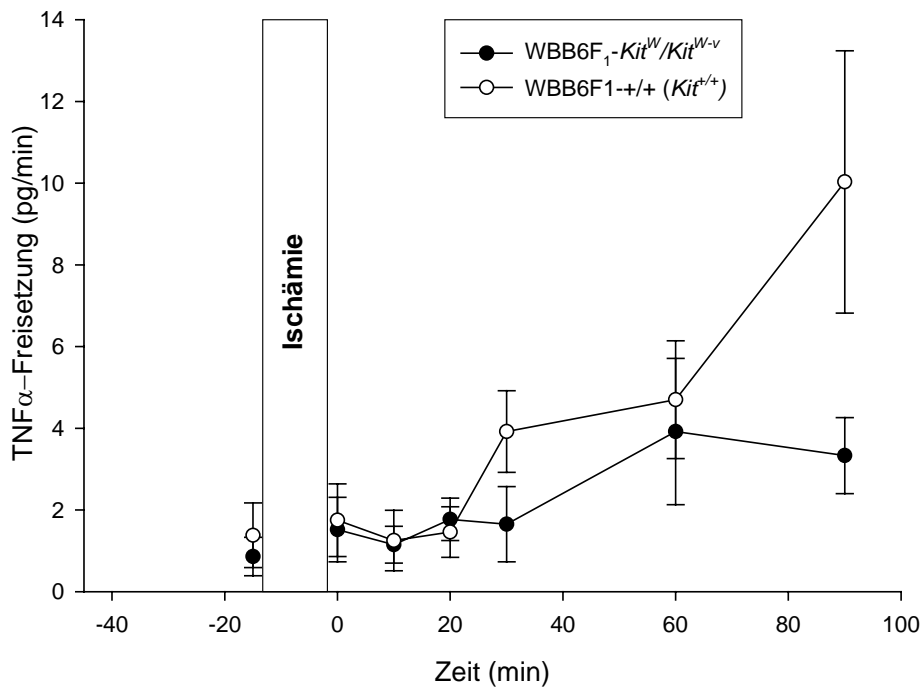 14
12
10
8
6
4
2
0
TNFα–Freisetzung (pg/min)
Ischämie
WBB6F₁-Kitᵂ/Kitᵂ⁻ᵛ
WBB6F1-+/+ (Kit⁺/⁺)
-40 -20 0 20 40 60 80 100
Zeit (min)